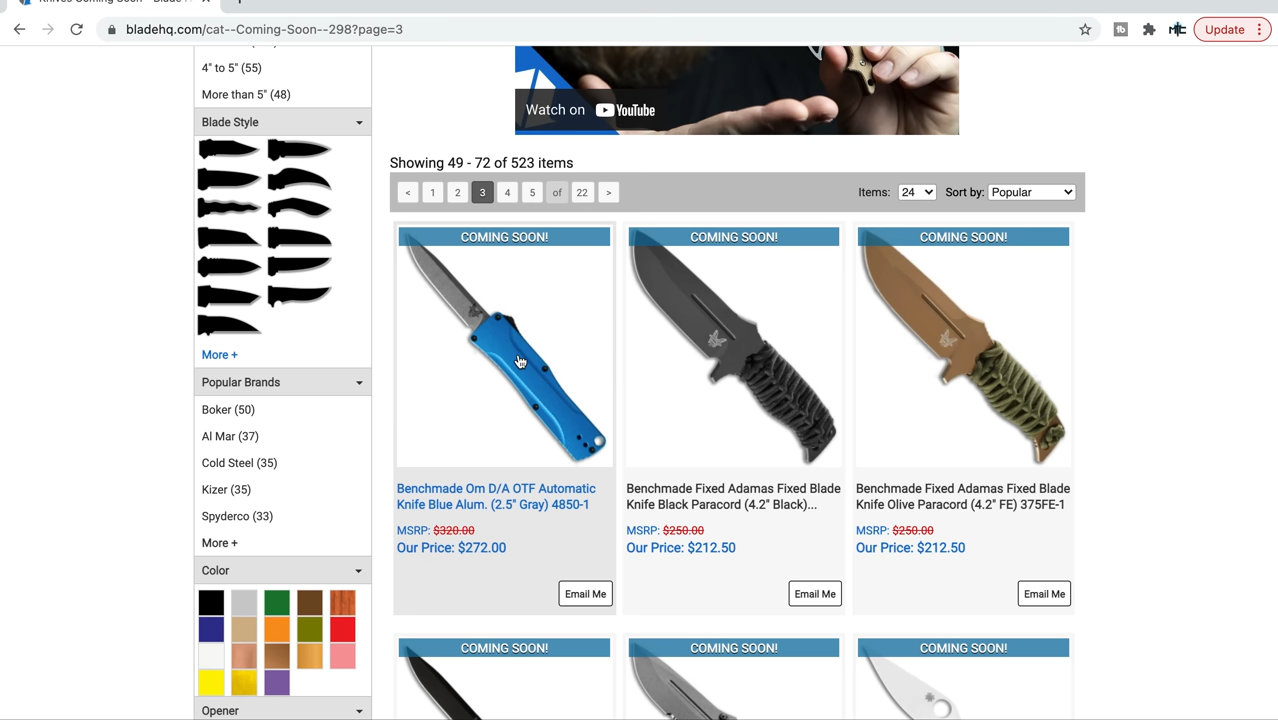 bladehq.com/cat--Coming-Soon--298?page=3
Update
4" to 5" (55)
More than 5" (48)
Blade Style
More +
Popular Brands
Boker (50)
Al Mar (37)
Cold Steel (35)
Kizer (35)
Spyderco (33)
More +
Color
Opener
Watch on YouTube
Showing 49 - 72 of 523 items
< 1 2 3 4 5 of 22 >
Items: 24 Sort by: Popular
COMING SOON!
Benchmade Om D/A OTF Automatic
Knife Blue Alum. (2.5" Gray) 4850-1
MSRP: $320.00
Our Price: $272.00
Email Me
COMING SOON!
Benchmade Fixed Adamas Fixed Blade
Knife Black Paracord (4.2" Black)...
MSRP: $250.00
Our Price: $212.50
Email Me
COMING SOON!
Benchmade Fixed Adamas Fixed Blade
Knife Olive Paracord (4.2" FE) 375FE-1
MSRP: $250.00
Our Price: $212.50
Email Me
COMING SOON!
COMING SOON!
COMING SOON!